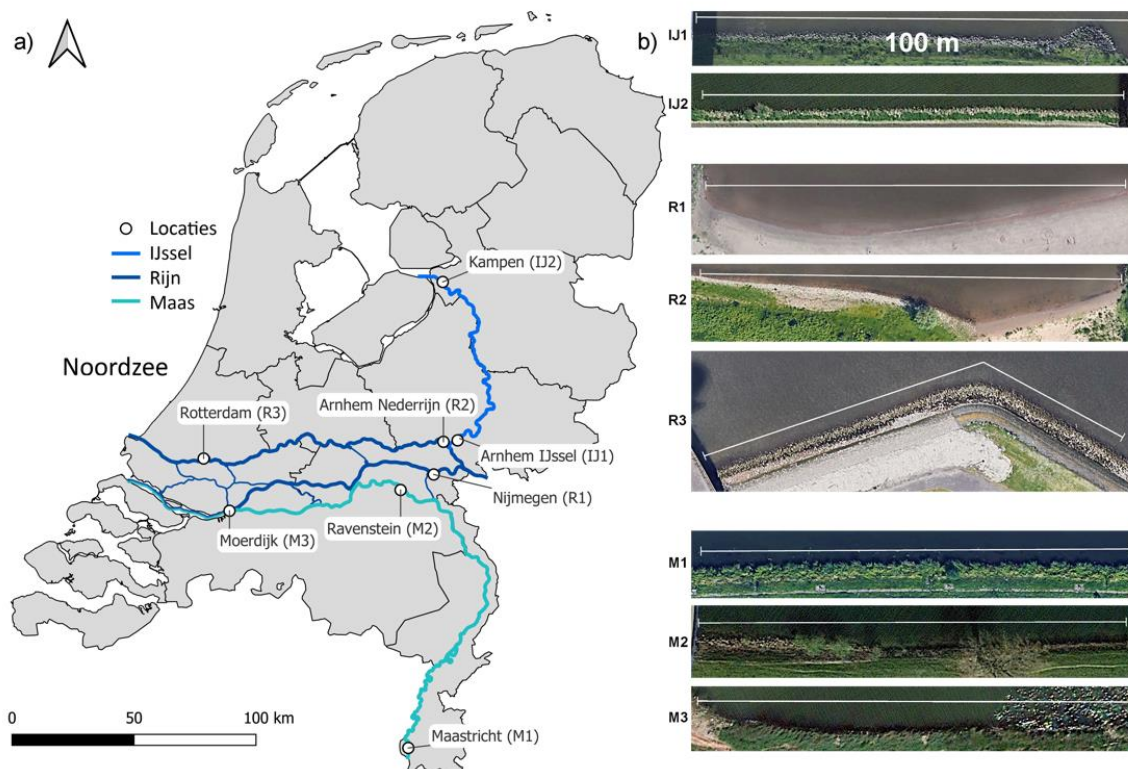 a)
Locaties
IJssel
Rijn
Maas
Noordzee
Kampen (IJ2)
Rotterdam (R3)
Arnhem Nederrijn (R2)
Arnhem IJssel (IJ1)
Nijmegen (R1)
Ravenstein (M2)
Moerdijk (M3)
Maastricht (M1)
0 50 100 km
b)
IJ1
100 m
IJ2
R1
R2
R3
M1
M2
M3